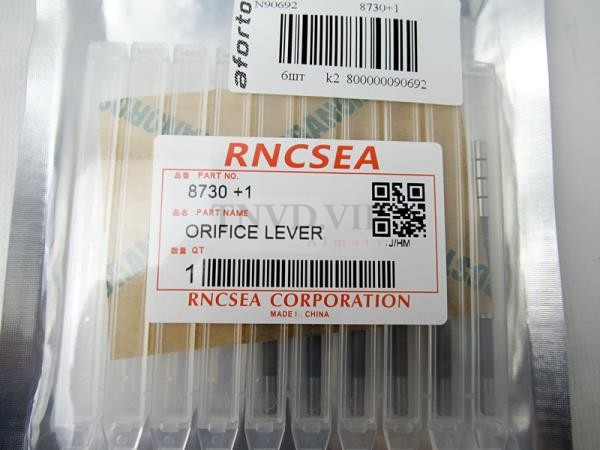 N90692 8730+1
aforto
6шт k2 800000090692
RNCSEA
品番 PART NO.
8730 +1
品名 PART NAME
ORIFICE LEVER
J/HM
数量 QT
1
RNCSEA CORPORATION
MADE I. CHINA